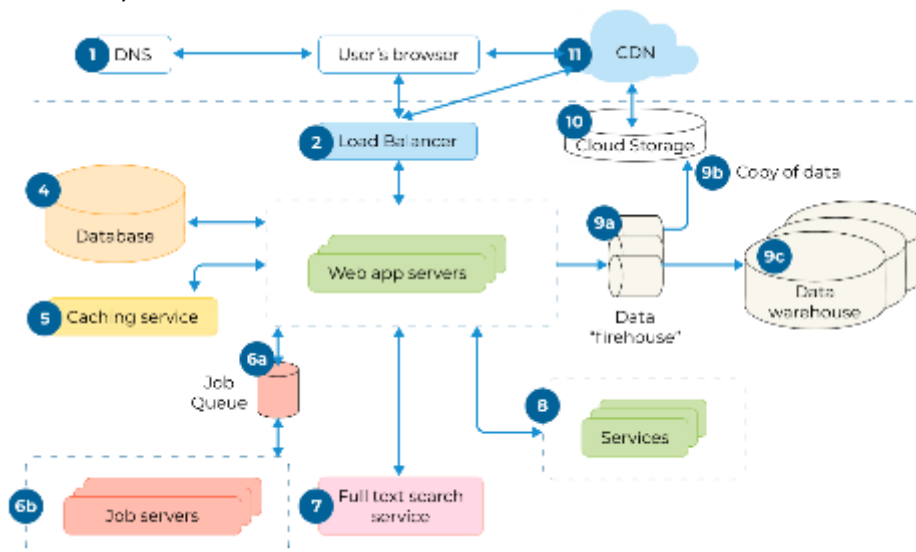 1 DNS
User's browser
11 CDN
2 Load Balancer
10
Cloud Storage
9b Copy of data
4
Database
9a
9c
Web app servers
Data
warehouse
5 Caching service
Data
"firehouse"
6a
Job
Queue
8
Services
6b
Job servers
7
Full text search
service